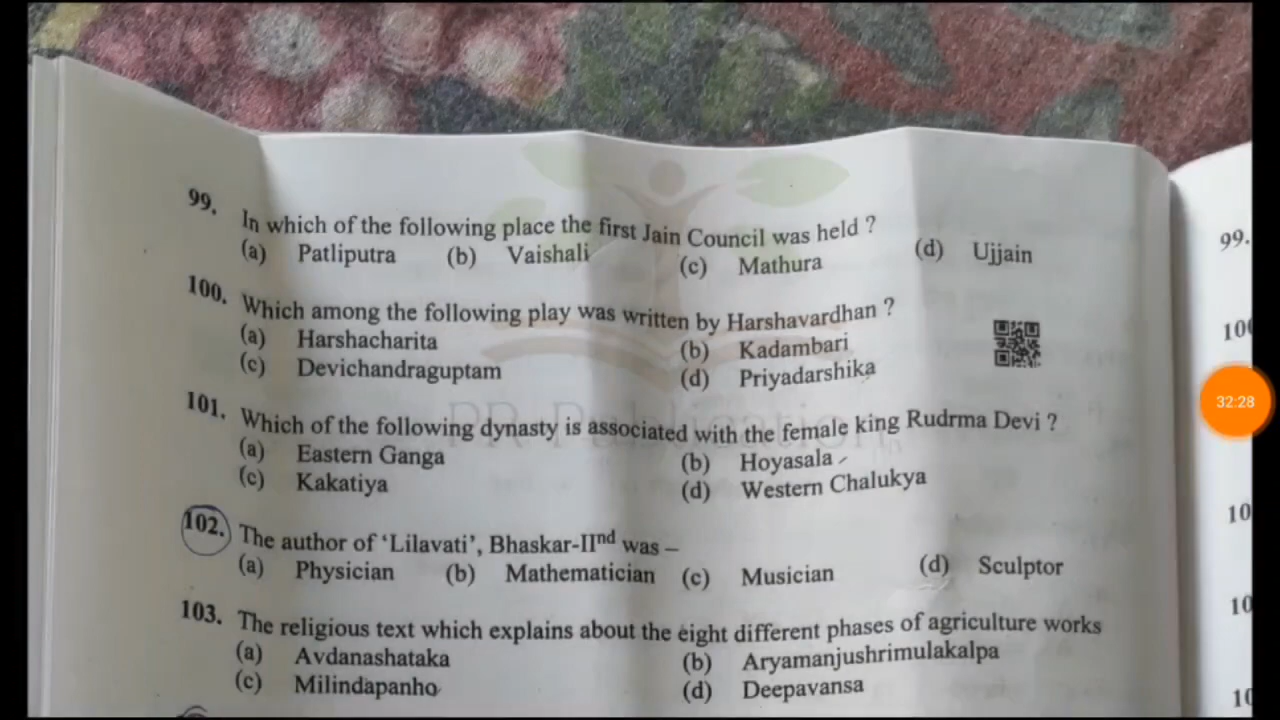 99. In which of the following place the first Jain Council was held ?
(a) Patliputra (b) Vaishali (c) Mathura (d) Ujjain
100. Which among the following play was written by Harshavardhan ?
(a) Harshacharita (b) Kadambari
(c) Devichandraguptam (d) Priyadarshika
101. Which of the following dynasty is associated with the female king Rudrma Devi ?
(a) Eastern Ganga (b) Hoyasala
(c) Kakatiya (d) Western Chalukya
102. The author of ‘Lilavati’, Bhaskar-IInd was –
(a) Physician (b) Mathematician (c) Musician (d) Sculptor
103. The religious text which explains about the eight different phases of agriculture works
(a) Avdanashataka (b) Aryamanjushrimulakalpa
(c) Milindapanho (d) Deepavansa
PR Publication
99.
32:28